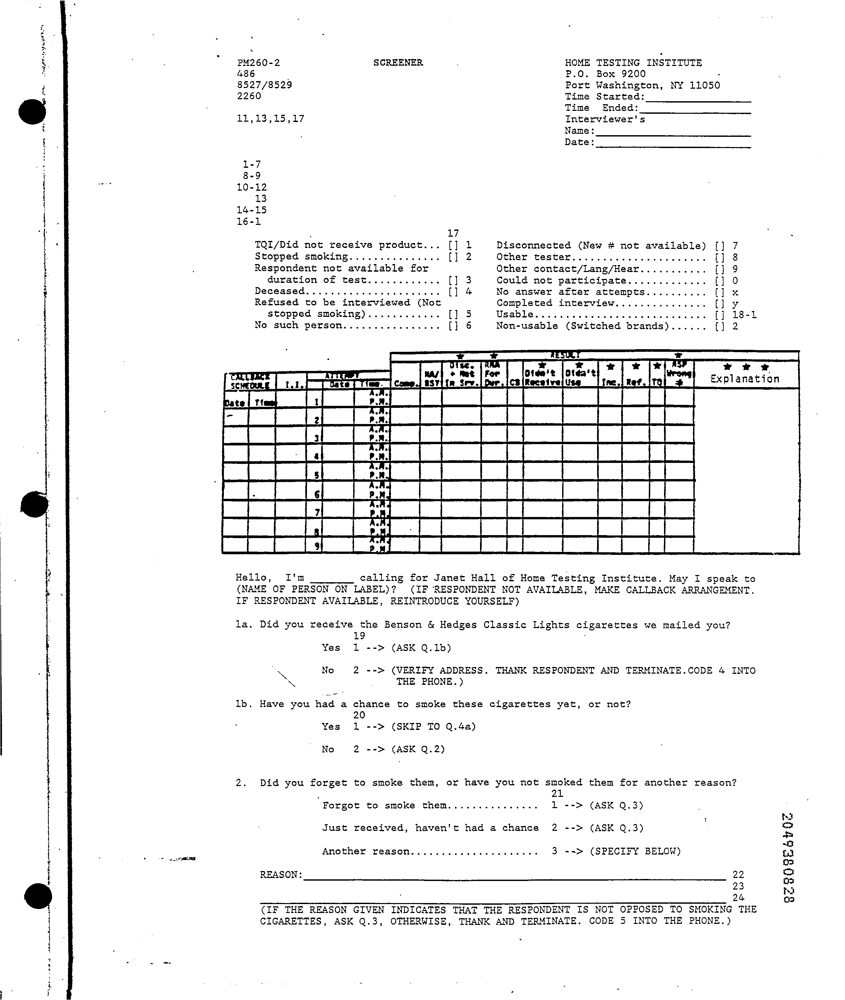 PM260-2 SCREENER HOME TESTING INSTITUTE
486 P.O. Box 9200
8527/8529 Port Washington, NY 11050
2260 Time Started:
Time Ended:
11,13,15,17 Interviewer's
Name:
Date:
1-7
8-9
10-12
13
14-15
16-1
17
TQI/Did not receive product... [] 1 Disconnected (New # not available) [] 7
Stopped smoking............... [] 2 Other tester...................... [] 8
Respondent not available for Other contact/Lang/Hear........... [] 9
duration of test............ [] 3 Could not participate............. [] 0
Deceased...................... [] 4 No answer after attempts.......... [] x
Refused to be interviewed (Not Completed interview............... [] y
stopped smoking)............ [] 5 Usable............................ [] 18-1
No such person................ [] 6 Non-usable (Switched brands)...... [] 2
RESULT
CALLBACK SCHEDULE I.I. ATTEMPT Date Time Comp. NA/BSY Disc. + Not In Srv. RNA For Dur. CB Didn't Receive Didn't Use Inc. Ref. TQ RSP Wrong # Explanation
Date Time 1 A.M. P.M.
2 A.M. P.M.
3 A.M. P.M.
4 A.M. P.M.
5 A.M. P.M.
6 A.M. P.M.
7 A.M. P.M.
8 A.M. P.M.
9 A.M. P.M.
Hello, I'm ______ calling for Janet Hall of Home Testing Institute. May I speak to
(NAME OF PERSON ON LABEL)? (IF RESPONDENT NOT AVAILABLE, MAKE CALLBACK ARRANGEMENT.
IF RESPONDENT AVAILABLE, REINTRODUCE YOURSELF)
1a. Did you receive the Benson & Hedges Classic Lights cigarettes we mailed you?
19
Yes 1 --> (ASK Q.1b)
No 2 --> (VERIFY ADDRESS. THANK RESPONDENT AND TERMINATE.CODE 4 INTO
THE PHONE.)
1b. Have you had a chance to smoke these cigarettes yet, or not?
20
Yes 1 --> (SKIP TO Q.4a)
No 2 --> (ASK Q.2)
2. Did you forget to smoke them, or have you not smoked them for another reason?
21
Forgot to smoke them............... 1 --> (ASK Q.3)
Just received, haven't had a chance 2 --> (ASK Q.3)
Another reason..................... 3 --> (SPECIFY BELOW)
REASON: 22
23
24
(IF THE REASON GIVEN INDICATES THAT THE RESPONDENT IS NOT OPPOSED TO SMOKING THE
CIGARETTES, ASK Q.3, OTHERWISE, THANK AND TERMINATE. CODE 5 INTO THE PHONE.)
2049380828